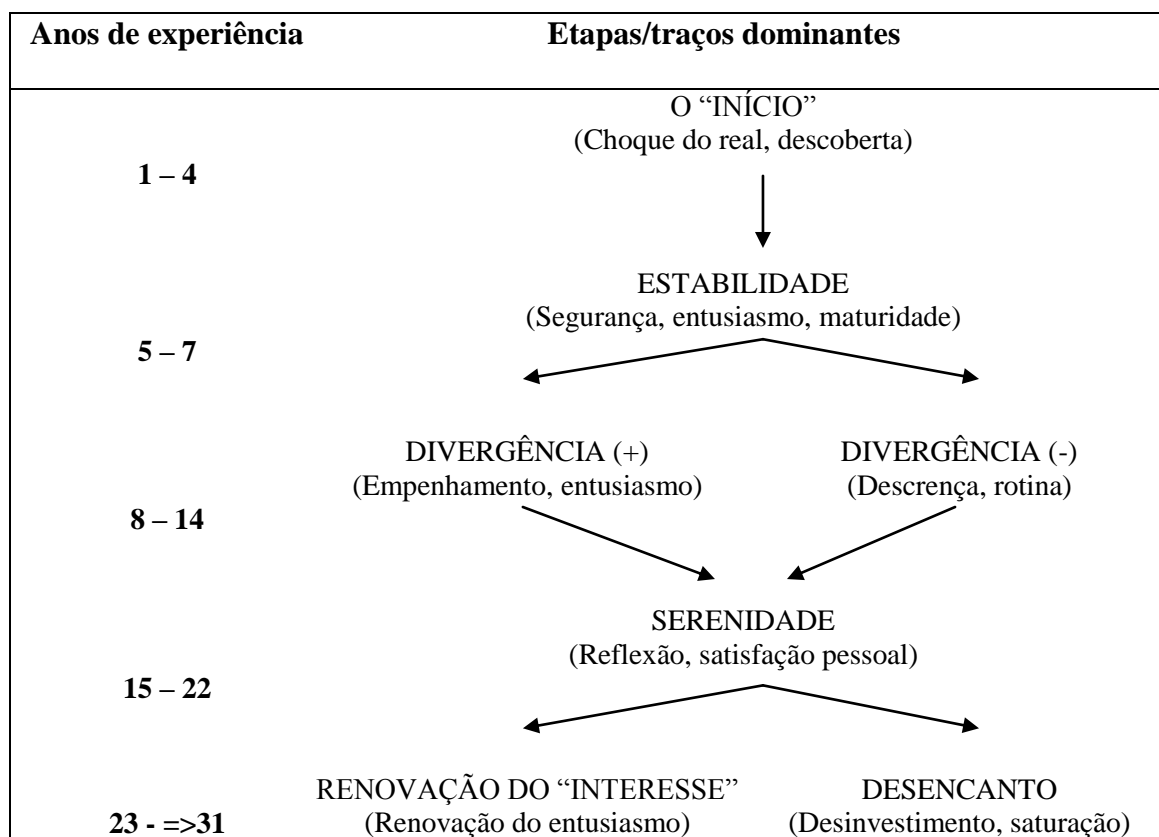 Anos de experiência Etapas/traços dominantes
O “INÍCIO”
(Choque do real, descoberta)
1 – 4
ESTABILIDADE
(Segurança, entusiasmo, maturidade)
5 – 7
DIVERGÊNCIA (+) DIVERGÊNCIA (-)
(Empenhamento, entusiasmo) (Descrença, rotina)
8 – 14
SERENIDADE
(Reflexão, satisfação pessoal)
15 – 22
RENOVAÇÃO DO “INTERESSE” DESENCANTO
23 - =>31 (Renovação do entusiasmo) (Desinvestimento, saturação)